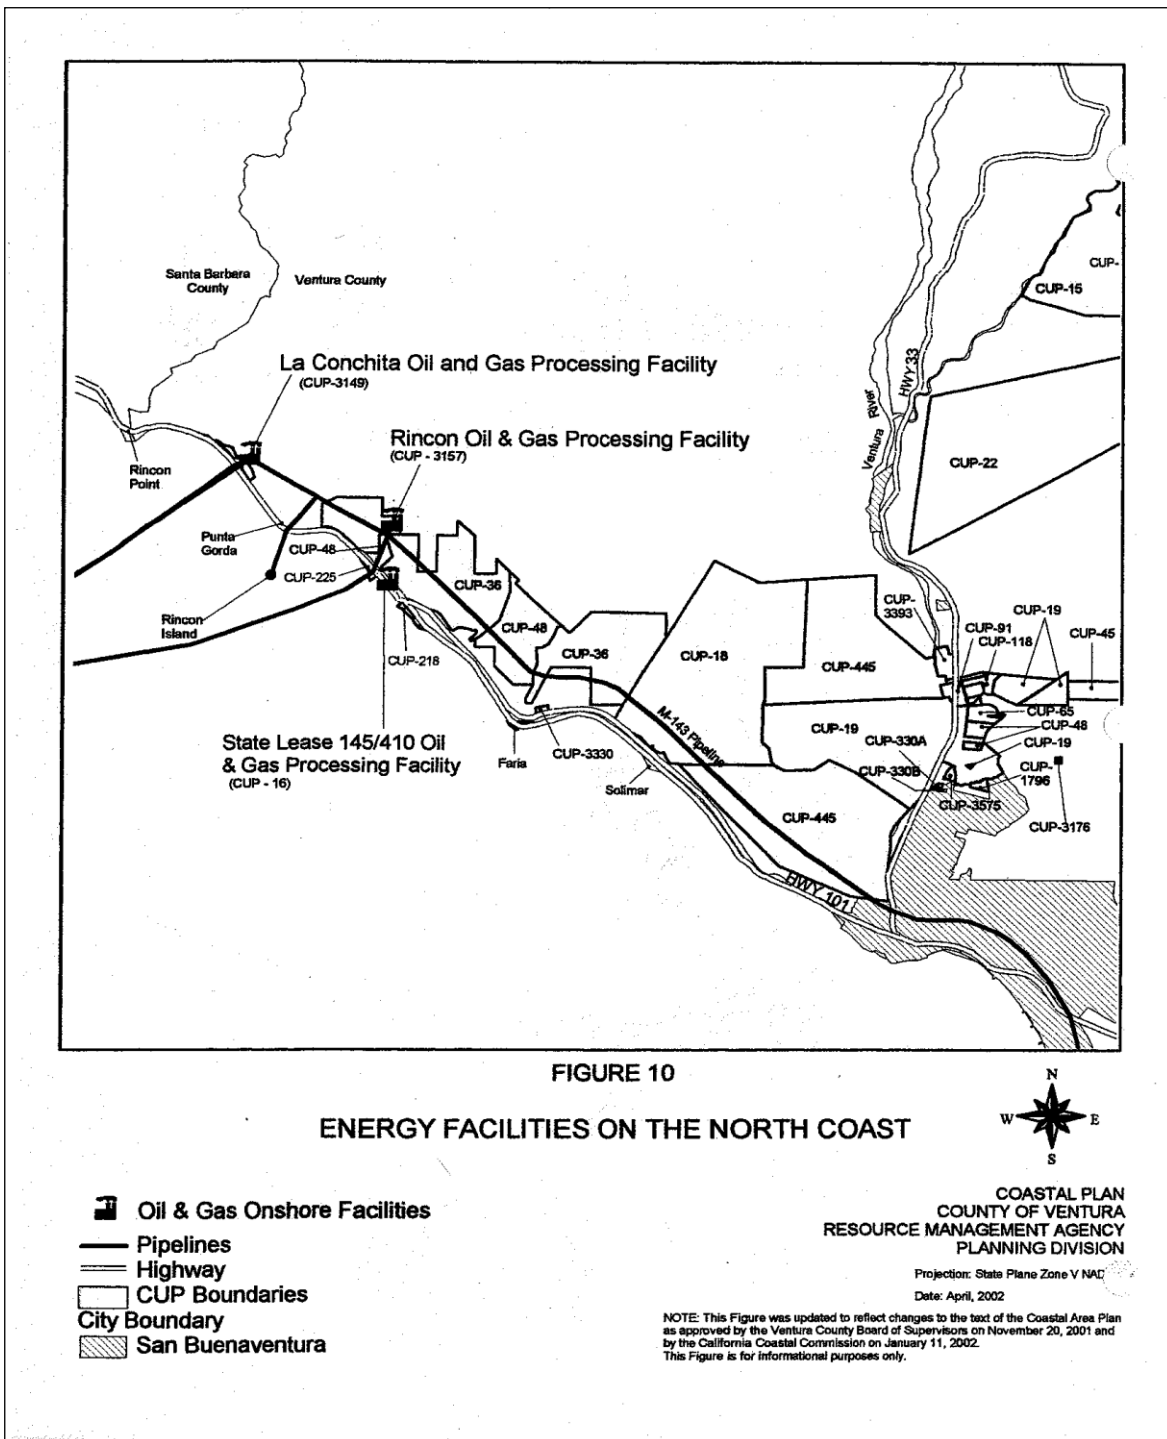 Santa Barbara
County
Ventura County
CUP-
CUP-15
HWY 33
La Conchita Oil and Gas Processing Facility
(CUP-3149)
Ventura River
Rincon Oil & Gas Processing Facility
(CUP - 3157)
CUP-22
Rincon
Point
Punta
Gorda
CUP-48
CUP-225
CUP-36
Rincon
Island
CUP-48
CUP-36
CUP-218
CUP-18
CUP-
3393
CUP-91
CUP-118
CUP-19
CUP-45
CUP-445
CUP-65
CUP-48
M-143 Pipeline
CUP-19
CUP-330A
CUP-19
State Lease 145/410 Oil
& Gas Processing Facility
(CUP - 16)
Faria
CUP-3330
CUP-330B
CUP-
1796
Solimar
CUP-3575
CUP-445
CUP-3176
HWY 101
FIGURE 10
ENERGY FACILITIES ON THE NORTH COAST
N
W
E
S
Oil & Gas Onshore Facilities
Pipelines
Highway
CUP Boundaries
City Boundary
San Buenaventura
COASTAL PLAN
COUNTY OF VENTURA
RESOURCE MANAGEMENT AGENCY
PLANNING DIVISION
Projection: State Plane Zone V NAD
Date: April, 2002
NOTE: This Figure was updated to reflect changes to the text of the Coastal Area Plan
as approved by the Ventura County Board of Supervisors on November 20, 2001 and
by the California Coastal Commission on January 11, 2002.
This Figure is for informational purposes only.